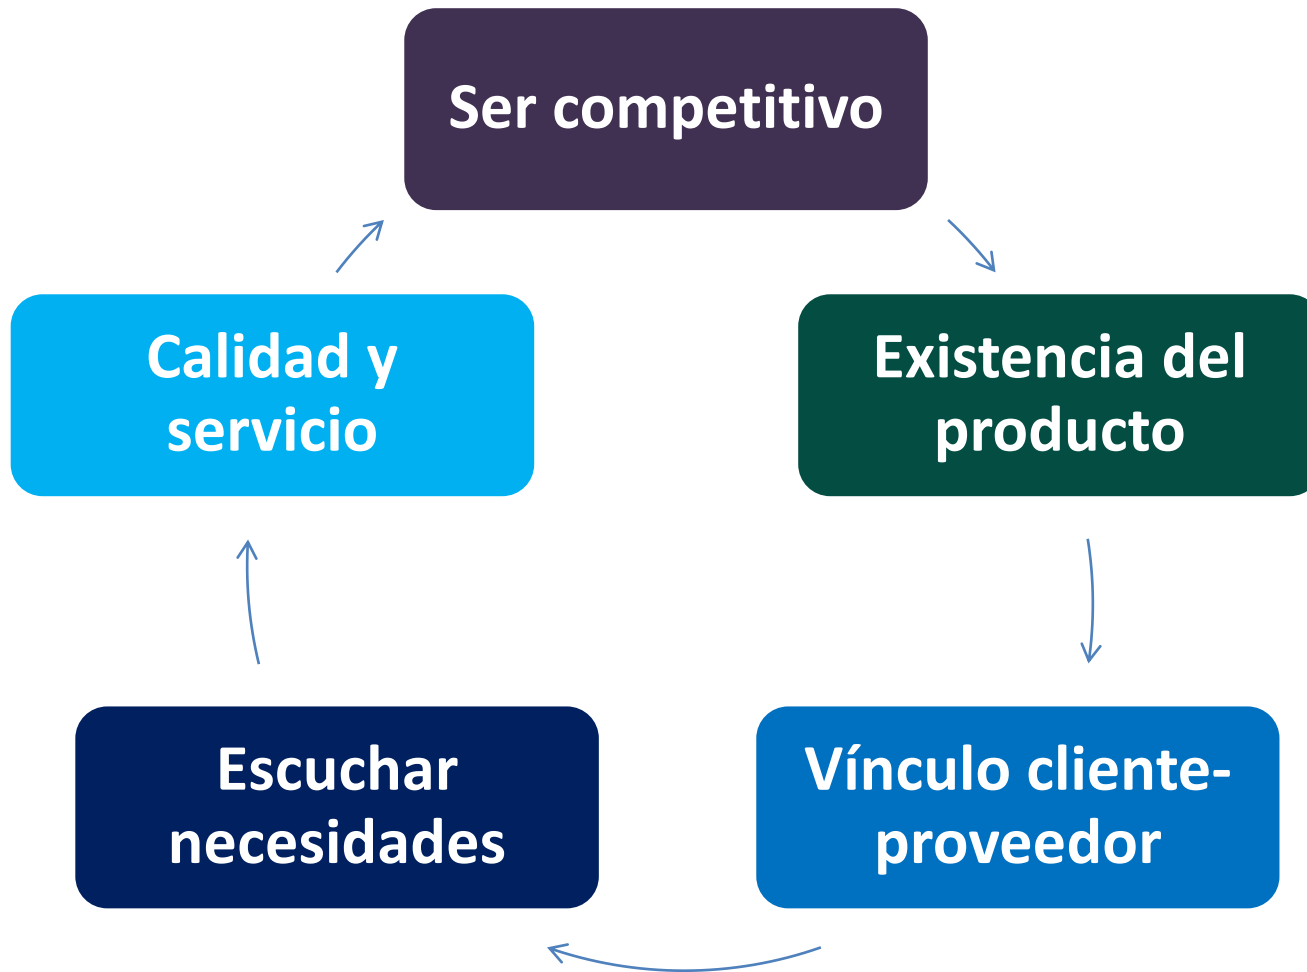 Ser competitivo
Calidad y
servicio
Existencia del
producto
Escuchar
necesidades
Vínculo cliente-
proveedor